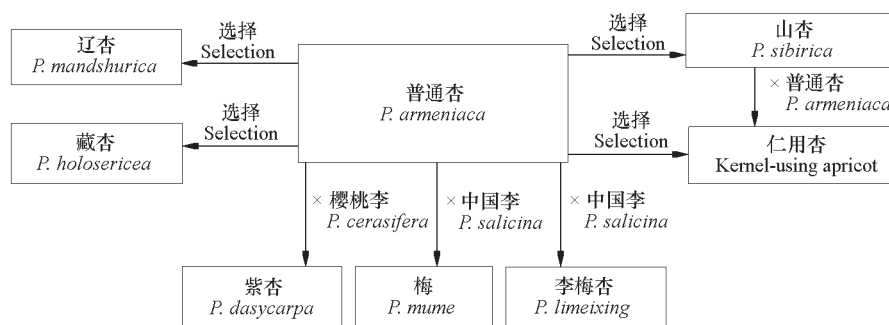 辽杏
P. mandshurica
选择
Selection
普通杏
P. armeniaca
选择
Selection
山杏
P. sibirica
× 普通杏
P. armeniaca
藏杏
P. holosericea
选择
Selection
选择
Selection
仁用杏
Kernel-using apricot
× 樱桃李
P. cerasifera
× 中国李
P. salicina
× 中国李
P. salicina
紫杏
P. dasycarpa
梅
P. mume
李梅杏
P. limeixing